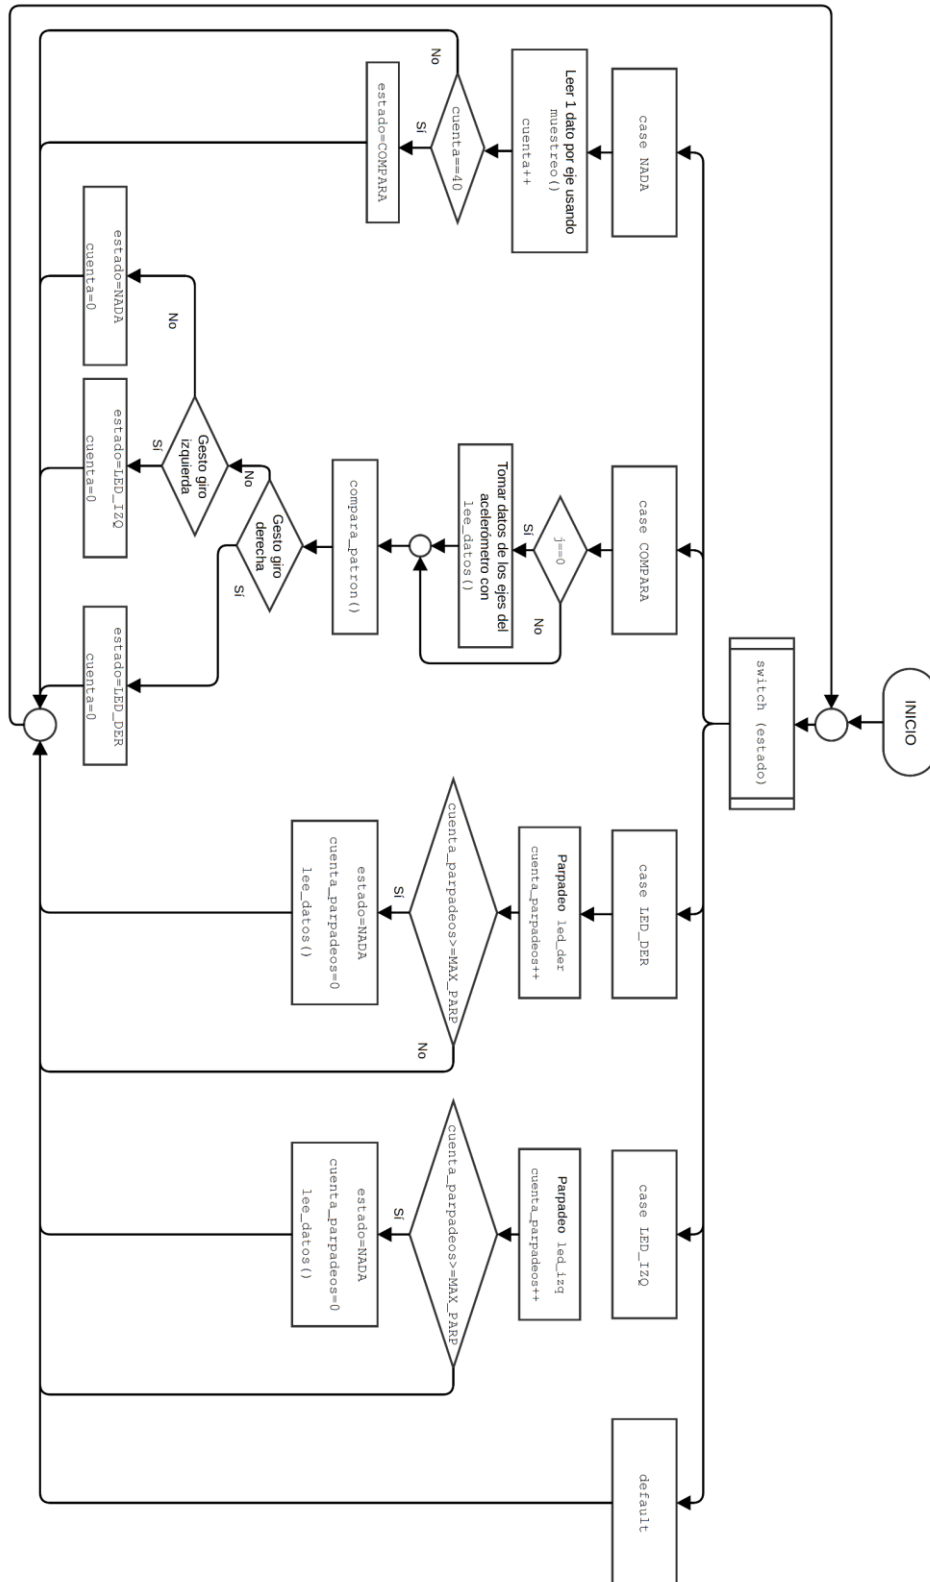 INICIO
switch (estado)
case NADA
Leer 1 dato por eje usando
muestreo()
cuenta++
cuenta==40
No
Sí
estado=COMPARA
case COMPARA
j==0
Sí
No
Tomar datos de los ejes del
acelerómetro con
lee_datos()
compara_patron()
Gesto giro
derecha
No
Sí
Gesto giro
izquierda
No
Sí
estado=NADA
cuenta=0
estado=LED_IZQ
cuenta=0
estado=LED_DER
cuenta=0
case LED_DER
Parpadeo led_der
cuenta_parpadeos++
cuenta_parpadeos>=MAX_PARP
Sí
No
estado=NADA
cuenta_parpadeos=0
lee_datos()
case LED_IZQ
Parpadeo led_izq
cuenta_parpadeos++
cuenta_parpadeos>=MAX_PARP
Sí
estado=NADA
cuenta_parpadeos=0
lee_datos()
default